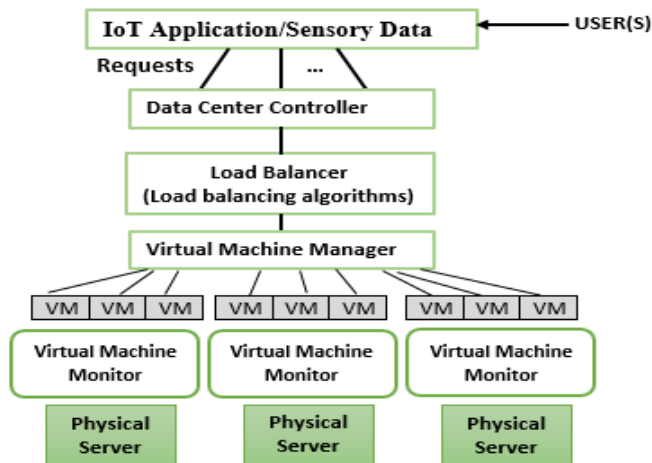 IoT Application/Sensory Data
USER(S)
Requests
...
Data Center Controller
Load Balancer
(Load balancing algorithms)
Virtual Machine Manager
VM VM VM VM VM VM VM VM VM
Virtual Machine
Monitor
Virtual Machine
Monitor
Virtual Machine
Monitor
Physical
Server
Physical
Server
Physical
Server